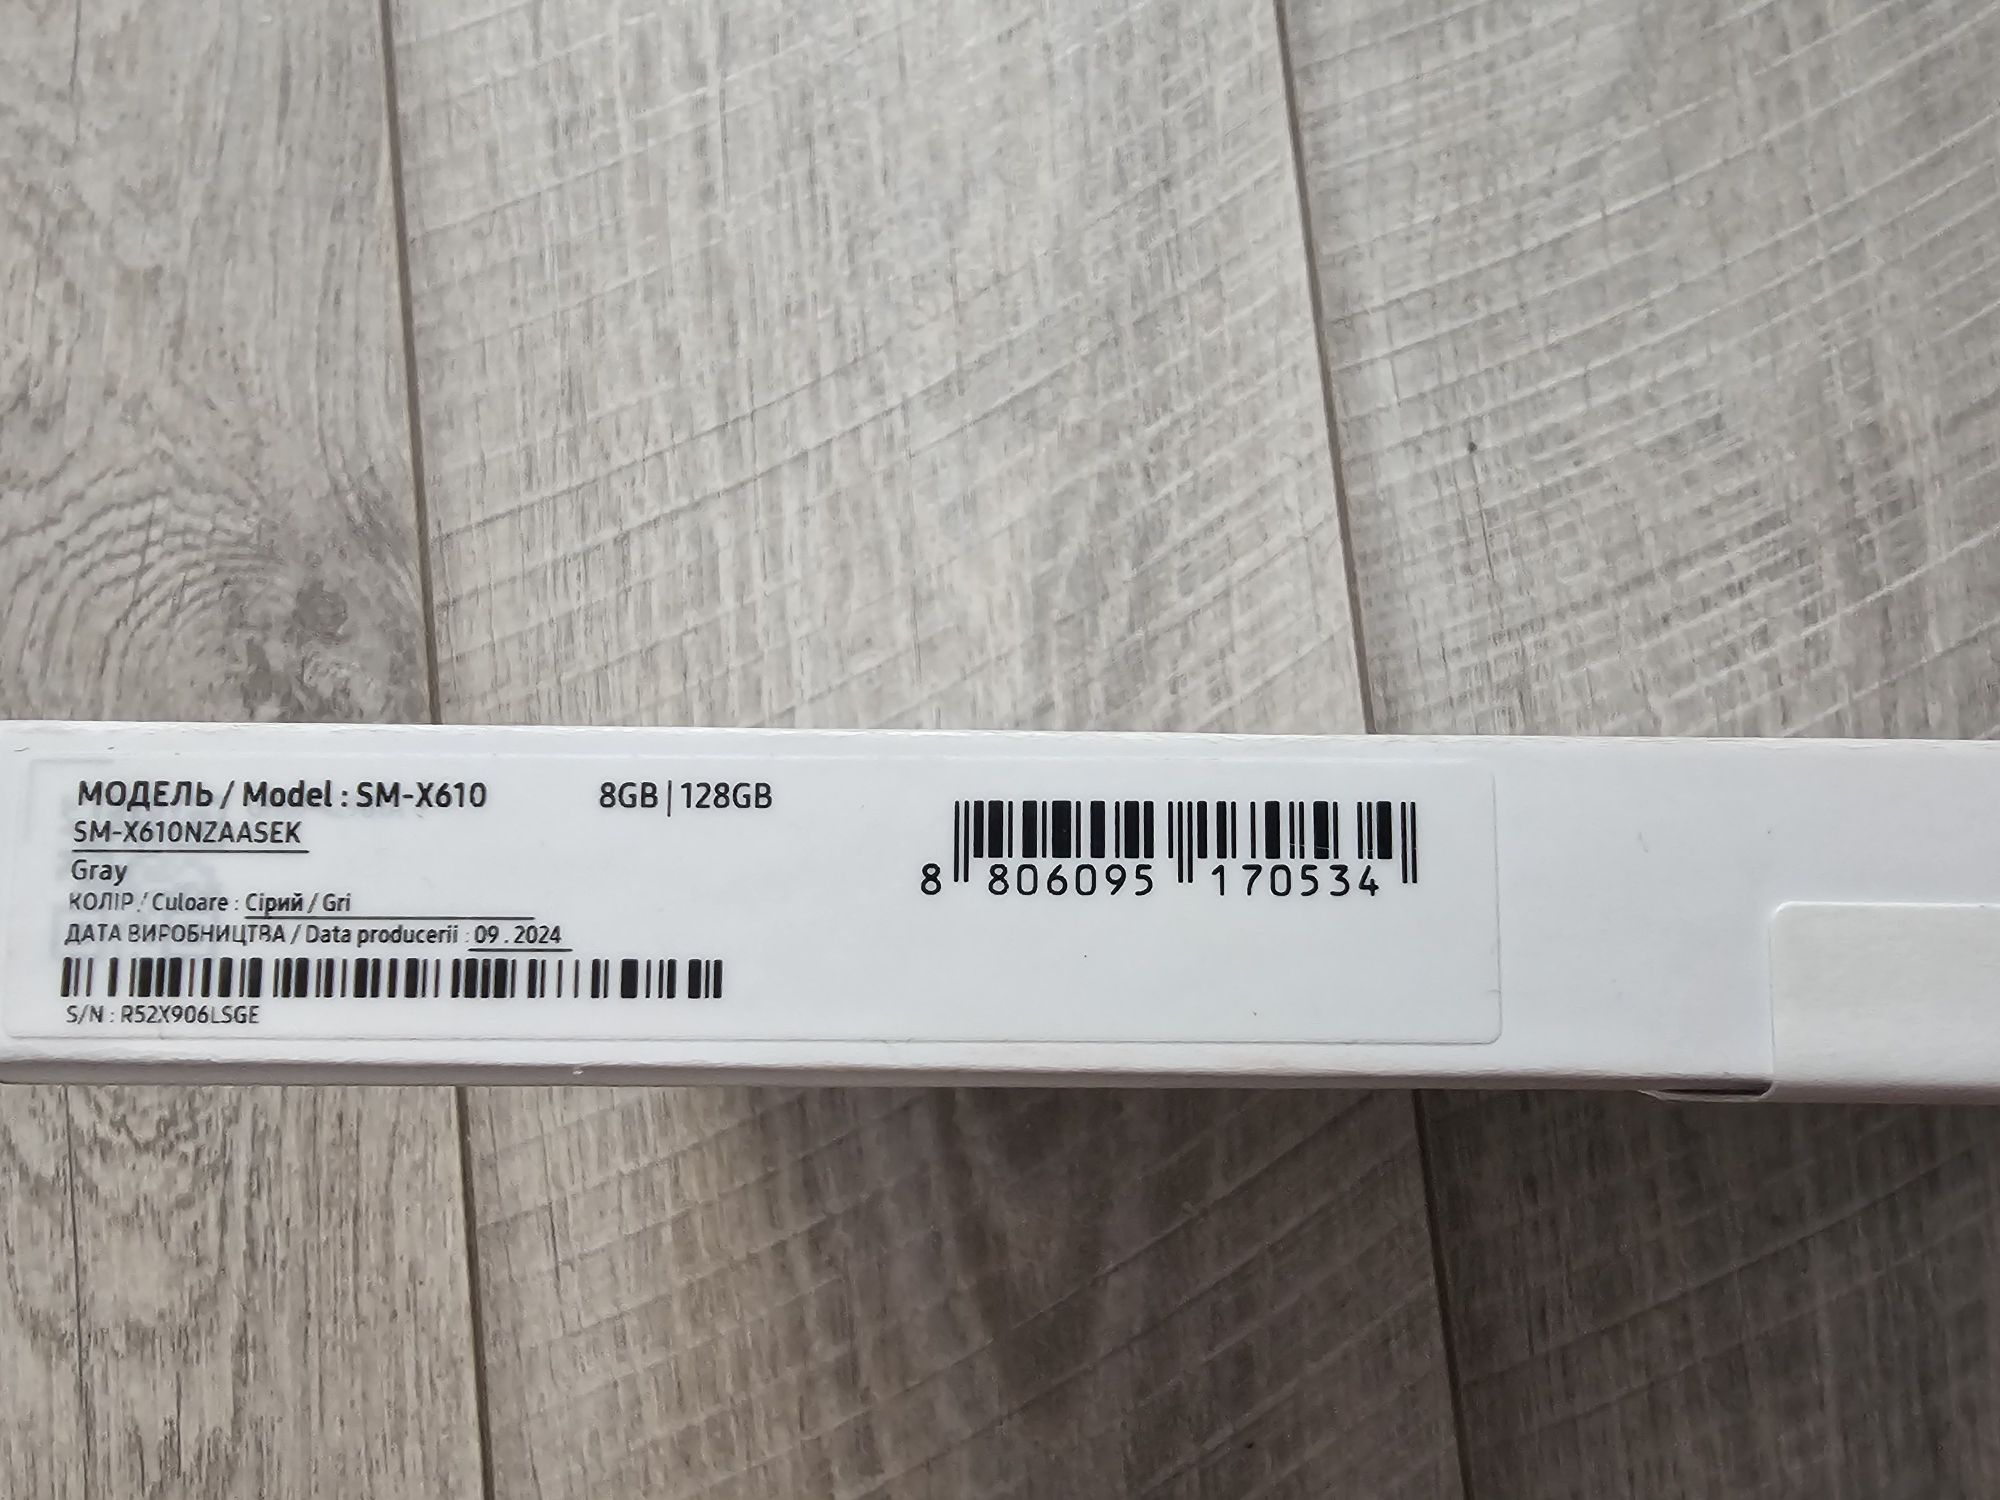 МОДЕЛЬ / Model : SM-X610 8GB | 128GB
SM-X610NZAASEK
Gray
КОЛІР / Culoare : Сірий / Gri
ДАТА ВИРОБНИЦТВА / Data producerii : 09 . 2024
S/N : R52X906LSGE
8 806095 170534